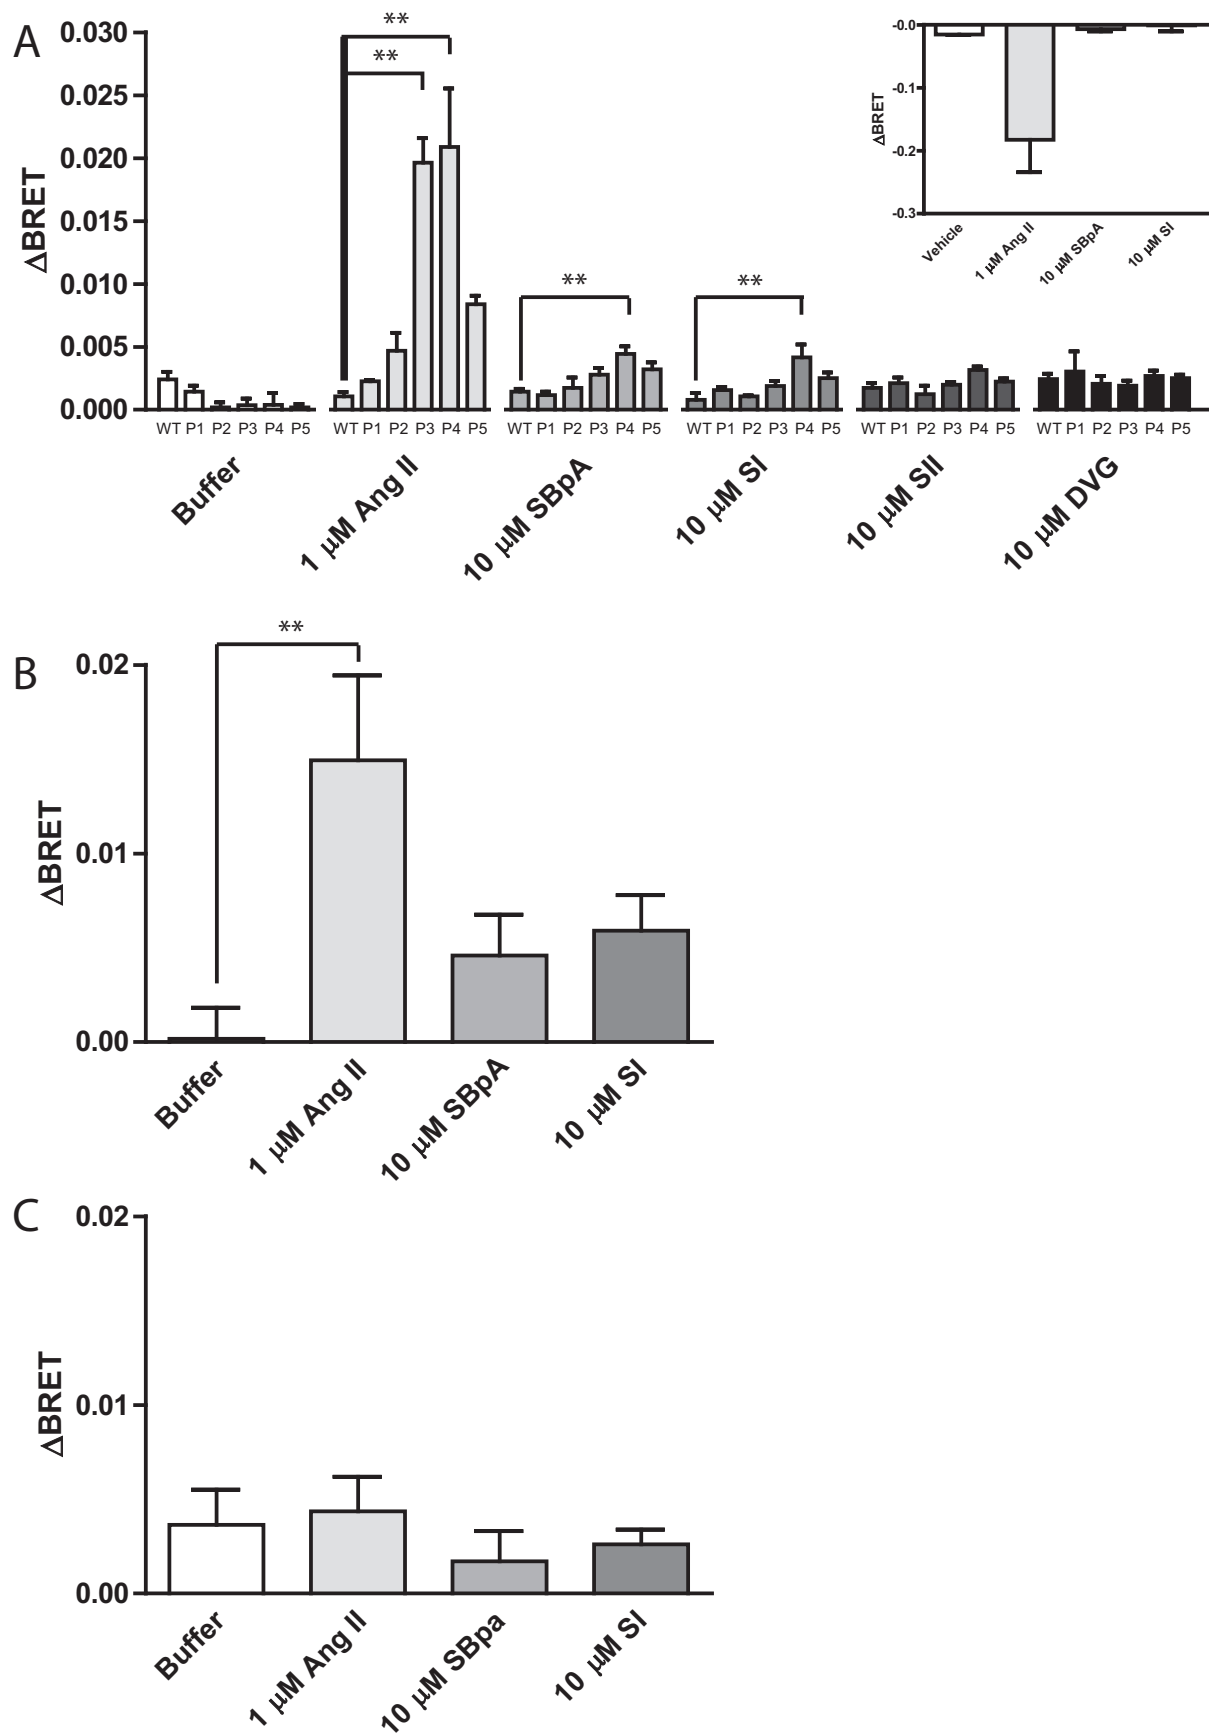 A
ΔBRET
0.030
0.025
0.020
0.015
0.010
0.005
0.000
**
**
**
**
WT P1 P2 P3 P4 P5
WT P1 P2 P3 P4 P5
WT P1 P2 P3 P4 P5
WT P1 P2 P3 P4 P5
WT P1 P2 P3 P4 P5
WT P1 P2 P3 P4 P5
Buffer
1 μM Ang II
10 μM SBpA
10 μM SI
10 μM SII
10 μM DVG
ΔBRET
-0.0
-0.1
-0.2
-0.3
Vehicle
1 μM Ang II
10 μM SBpA
10 μM SI
B
ΔBRET
0.02
0.01
0.00
**
Buffer
1 μM Ang II
10 μM SBpA
10 μM SI
C
ΔBRET
0.02
0.01
0.00
Buffer
1 μM Ang II
10 μM SBpa
10 μM SI